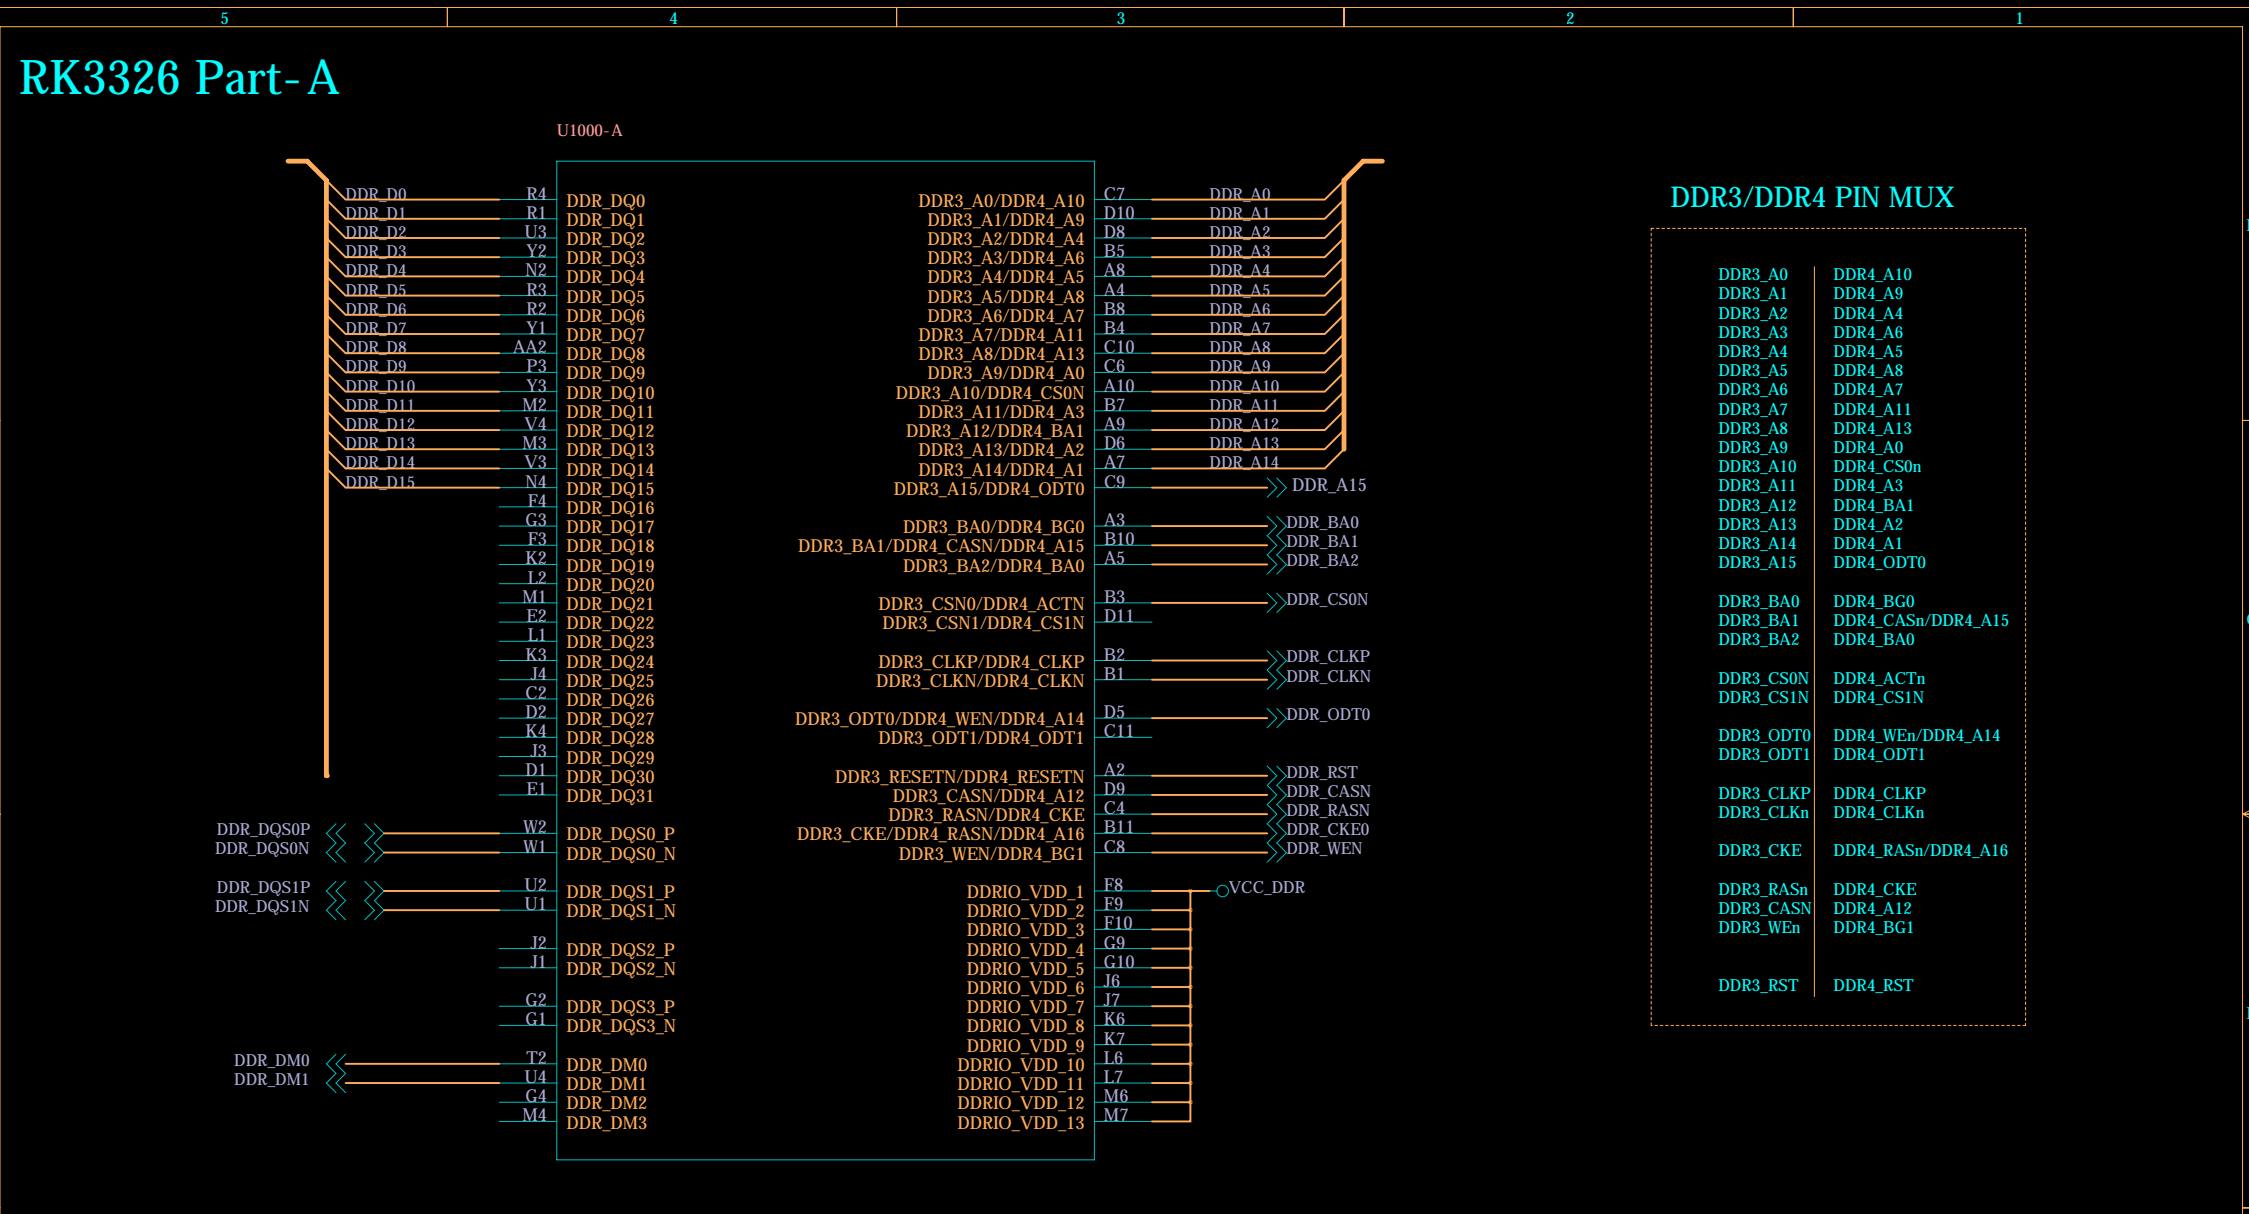 5 4 3 2 1
RK3326 Part-A
U1000-A
DDR_D0 R4 DDR_DQ0 DDR3_A0/DDR4_A10 C7 DDR_A0
DDR_D1 R1 DDR_DQ1 DDR3_A1/DDR4_A9 D10 DDR_A1
DDR_D2 U3 DDR_DQ2 DDR3_A2/DDR4_A4 D8 DDR_A2
DDR_D3 Y2 DDR_DQ3 DDR3_A3/DDR4_A6 B5 DDR_A3
DDR_D4 N2 DDR_DQ4 DDR3_A4/DDR4_A5 A8 DDR_A4
DDR_D5 R3 DDR_DQ5 DDR3_A5/DDR4_A8 A4 DDR_A5
DDR_D6 R2 DDR_DQ6 DDR3_A6/DDR4_A7 B8 DDR_A6
DDR_D7 Y1 DDR_DQ7 DDR3_A7/DDR4_A11 B4 DDR_A7
DDR_D8 AA2 DDR_DQ8 DDR3_A8/DDR4_A13 C10 DDR_A8
DDR_D9 P3 DDR_DQ9 DDR3_A9/DDR4_A0 C6 DDR_A9
DDR_D10 Y3 DDR_DQ10 DDR3_A10/DDR4_CS0N A10 DDR_A10
DDR_D11 M2 DDR_DQ11 DDR3_A11/DDR4_A3 B7 DDR_A11
DDR_D12 V4 DDR_DQ12 DDR3_A12/DDR4_BA1 A9 DDR_A12
DDR_D13 M3 DDR_DQ13 DDR3_A13/DDR4_A2 D6 DDR_A13
DDR_D14 V3 DDR_DQ14 DDR3_A14/DDR4_A1 A7 DDR_A14
DDR_D15 N4 DDR_DQ15 DDR3_A15/DDR4_ODT0 C9 DDR_A15
F4 DDR_DQ16
G3 DDR_DQ17 DDR3_BA0/DDR4_BG0 A3 DDR_BA0
F3 DDR_DQ18 DDR3_BA1/DDR4_CASN/DDR4_A15 B10 DDR_BA1
K2 DDR_DQ19 DDR3_BA2/DDR4_BA0 A5 DDR_BA2
L2 DDR_DQ20
M1 DDR_DQ21 DDR3_CSN0/DDR4_ACTN B3 DDR_CS0N
E2 DDR_DQ22 DDR3_CSN1/DDR4_CS1N D11
L1 DDR_DQ23
K3 DDR_DQ24 DDR3_CLKP/DDR4_CLKP B2 DDR_CLKP
J4 DDR_DQ25 DDR3_CLKN/DDR4_CLKN B1 DDR_CLKN
C2 DDR_DQ26
D2 DDR_DQ27 DDR3_ODT0/DDR4_WEN/DDR4_A14 D5 DDR_ODT0
K4 DDR_DQ28 DDR3_ODT1/DDR4_ODT1 C11
J3 DDR_DQ29
D1 DDR_DQ30 DDR3_RESETN/DDR4_RESETN A2 DDR_RST
E1 DDR_DQ31 DDR3_CASN/DDR4_A12 D9 DDR_CASN
DDR3_RASN/DDR4_CKE C4 DDR_RASN
DDR_DQS0P W2 DDR_DQS0_P DDR3_CKE/DDR4_RASN/DDR4_A16 B11 DDR_CKE0
DDR_DQS0N W1 DDR_DQS0_N DDR3_WEN/DDR4_BG1 C8 DDR_WEN
DDR_DQS1P U2 DDR_DQS1_P DDRIO_VDD_1 F8 VCC_DDR
DDR_DQS1N U1 DDR_DQS1_N DDRIO_VDD_2 F9
DDRIO_VDD_3 F10
J2 DDR_DQS2_P DDRIO_VDD_4 G9
J1 DDR_DQS2_N DDRIO_VDD_5 G10
DDRIO_VDD_6 J6
G2 DDR_DQS3_P DDRIO_VDD_7 J7
G1 DDR_DQS3_N DDRIO_VDD_8 K6
DDRIO_VDD_9 K7
DDR_DM0 T2 DDR_DM0 DDRIO_VDD_10 L6
DDR_DM1 U4 DDR_DM1 DDRIO_VDD_11 L7
G4 DDR_DM2 DDRIO_VDD_12 M6
M4 DDR_DM3 DDRIO_VDD_13 M7
DDR3/DDR4 PIN MUX
DDR3_A0 DDR4_A10
DDR3_A1 DDR4_A9
DDR3_A2 DDR4_A4
DDR3_A3 DDR4_A6
DDR3_A4 DDR4_A5
DDR3_A5 DDR4_A8
DDR3_A6 DDR4_A7
DDR3_A7 DDR4_A11
DDR3_A8 DDR4_A13
DDR3_A9 DDR4_A0
DDR3_A10 DDR4_CS0n
DDR3_A11 DDR4_A3
DDR3_A12 DDR4_BA1
DDR3_A13 DDR4_A2
DDR3_A14 DDR4_A1
DDR3_A15 DDR4_ODT0
DDR3_BA0 DDR4_BG0
DDR3_BA1 DDR4_CASn/DDR4_A15
DDR3_BA2 DDR4_BA0
DDR3_CS0N DDR4_ACTn
DDR3_CS1N DDR4_CS1N
DDR3_ODT0 DDR4_WEn/DDR4_A14
DDR3_ODT1 DDR4_ODT1
DDR3_CLKP DDR4_CLKP
DDR3_CLKn DDR4_CLKn
DDR3_CKE DDR4_RASn/DDR4_A16
DDR3_RASn DDR4_CKE
DDR3_CASN DDR4_A12
DDR3_WEn DDR4_BG1
DDR3_RST DDR4_RST